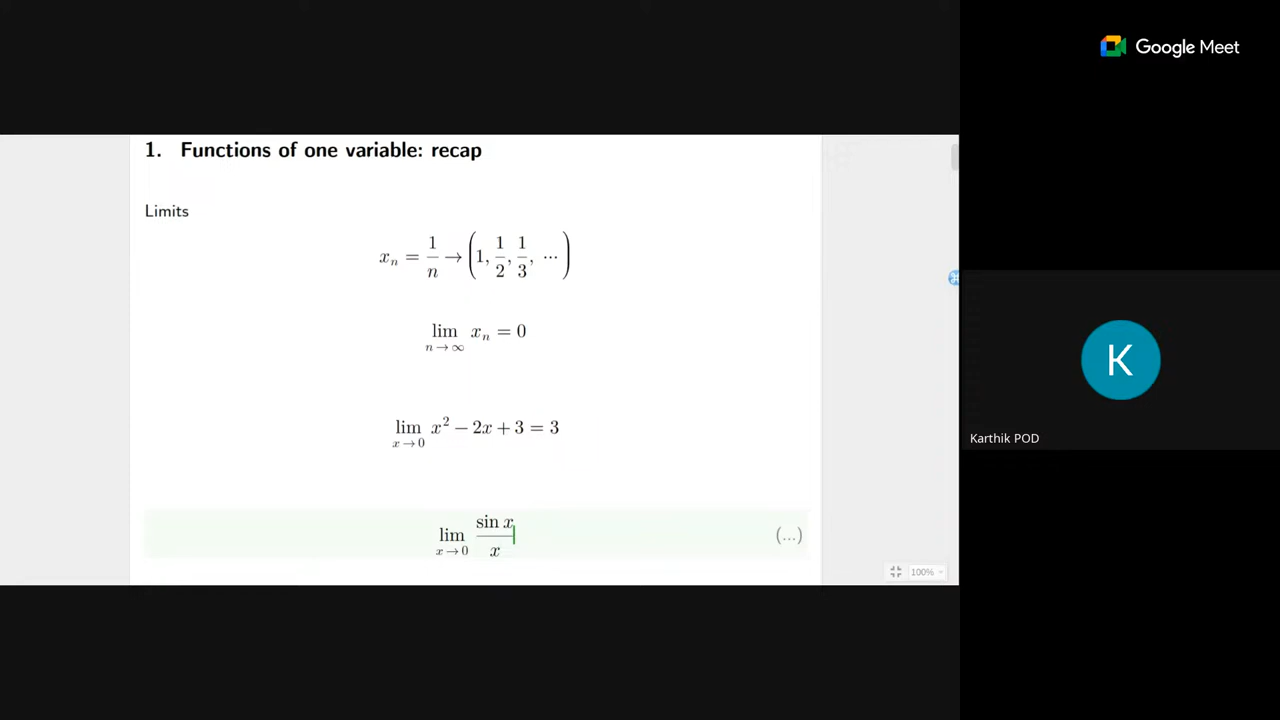 Google Meet
1. Functions of one variable: recap
Limits
x_n = 1/n → (1, 1/2, 1/3, ⋯)
lim_{n→∞} x_n = 0
lim_{x→0} x² − 2x + 3 = 3
lim_{x→0} sin x / x
(...)
100%
K
Karthik POD